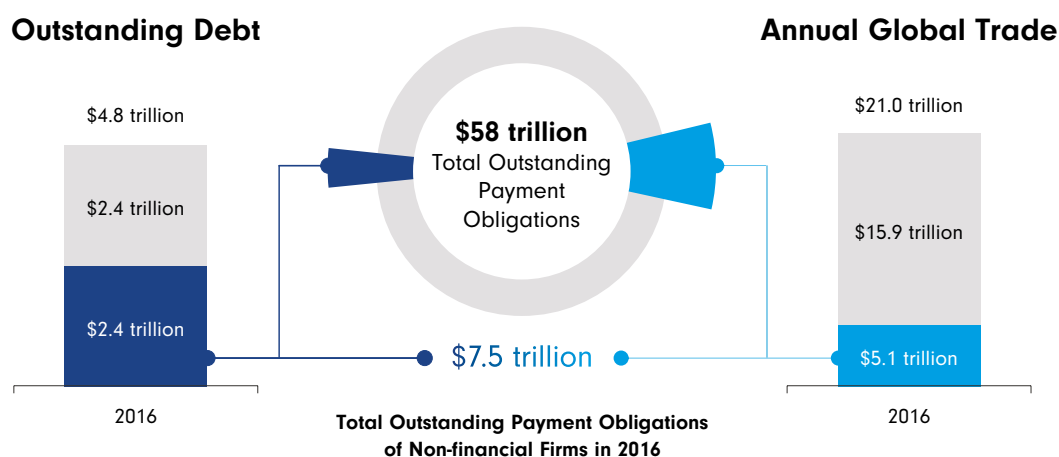 Outstanding Debt
Annual Global Trade
$4.8 trillion
$2.4 trillion
$2.4 trillion
2016
$58 trillion
Total Outstanding
Payment
Obligations
$7.5 trillion
$21.0 trillion
$15.9 trillion
$5.1 trillion
2016
Total Outstanding Payment Obligations
of Non-financial Firms in 2016